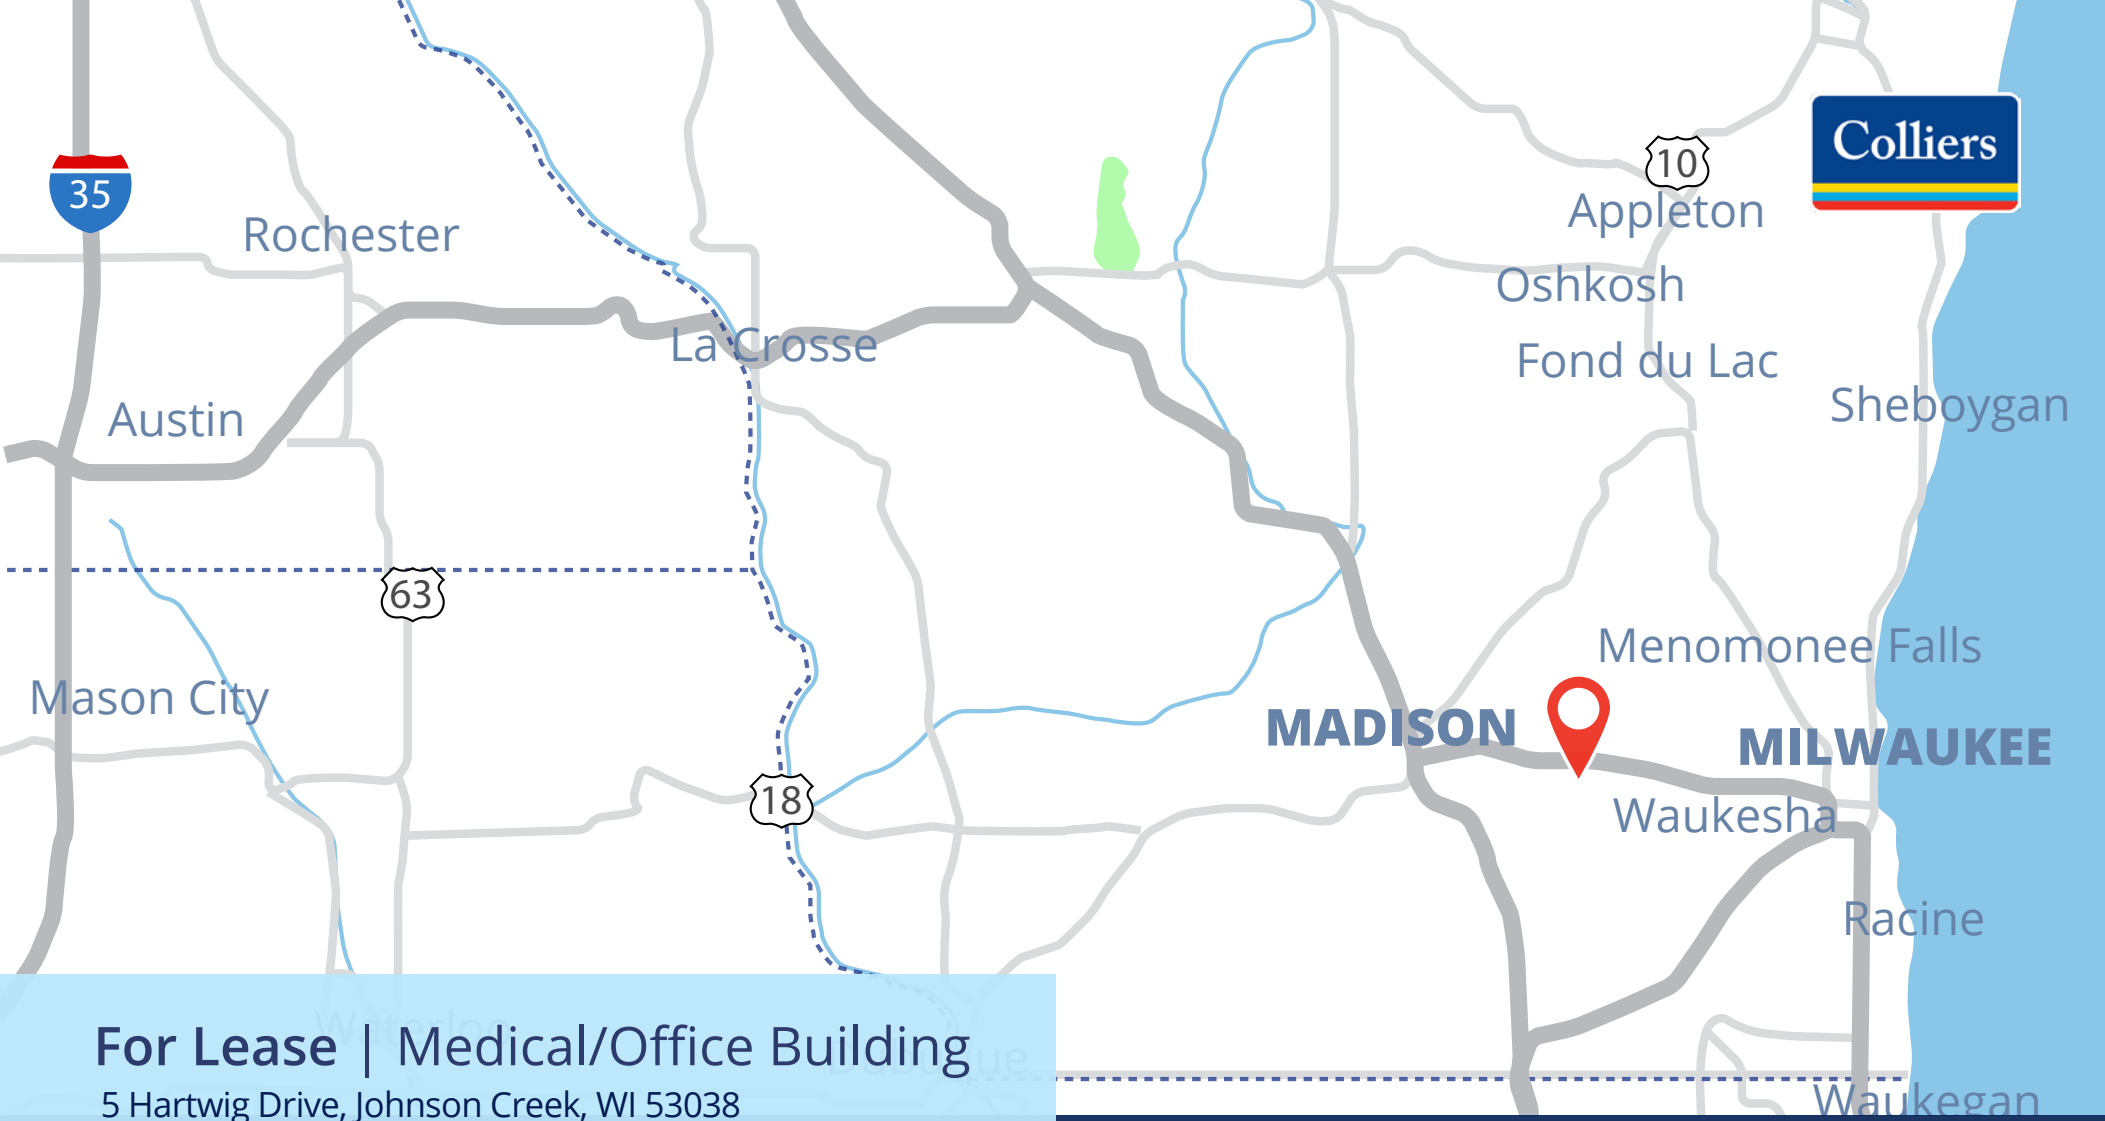 10
Colliers
35
Appleton
Rochester
Oshkosh
La Crosse
Fond du Lac
Sheboygan
Austin
63
Menomonee Falls
Mason City
MADISON
MILWAUKEE
18
Waukesha
Racine
Waterloo
For Lease | Medical/Office Building
Waukegan
5 Hartwig Drive, Johnson Creek, WI 53038